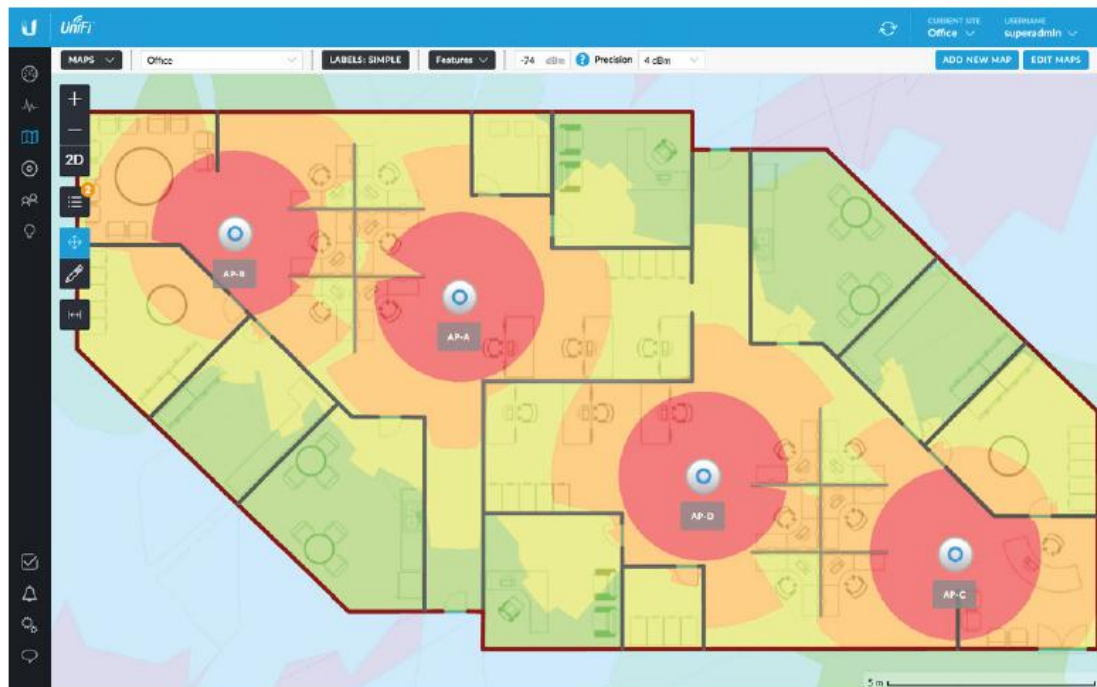 U UniFi
CURRENT SITE
Office
USERNAME
superadmin
MAPS
Office
LABELS: SIMPLE
Features
-74 dBm
?
Precision
4 dBm
ADD NEW MAP
EDIT MAPS
+
−
2D
2
AP-B
AP-A
AP-D
AP-C
5 m